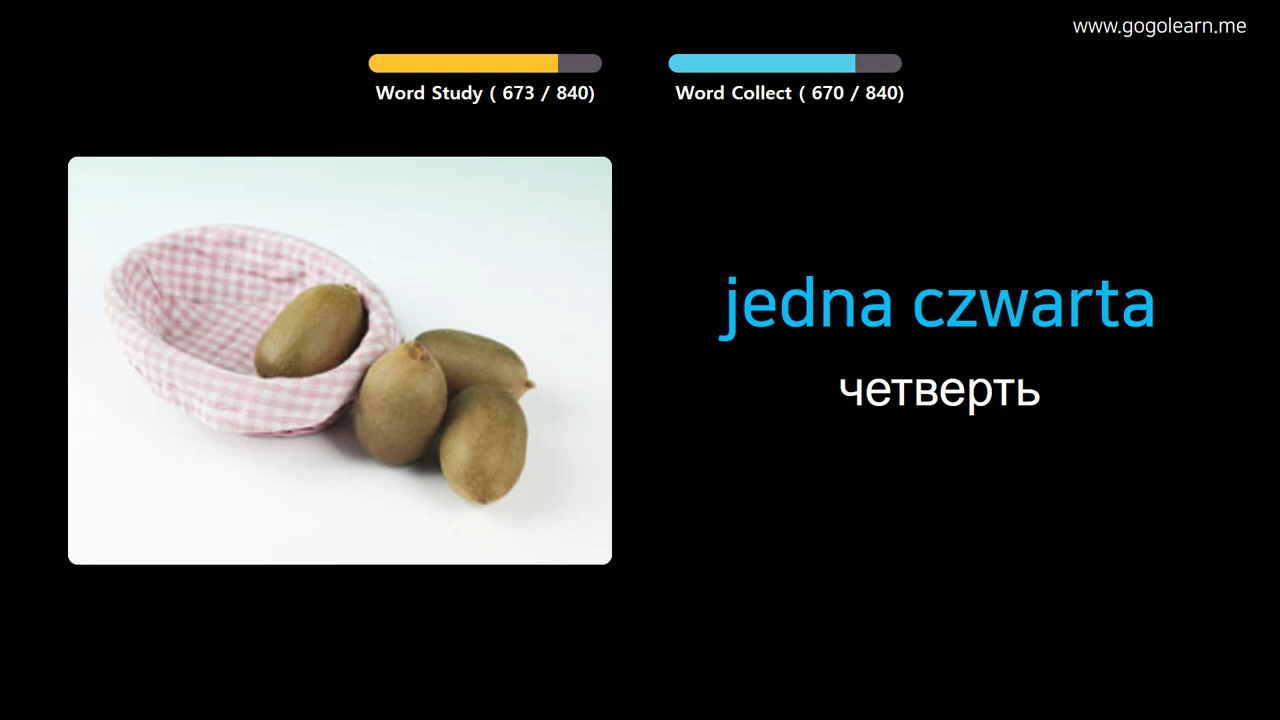 www.gogolearn.me
Word Study ( 673 / 840)
Word Collect ( 670 / 840)
jedna czwarta
четверть